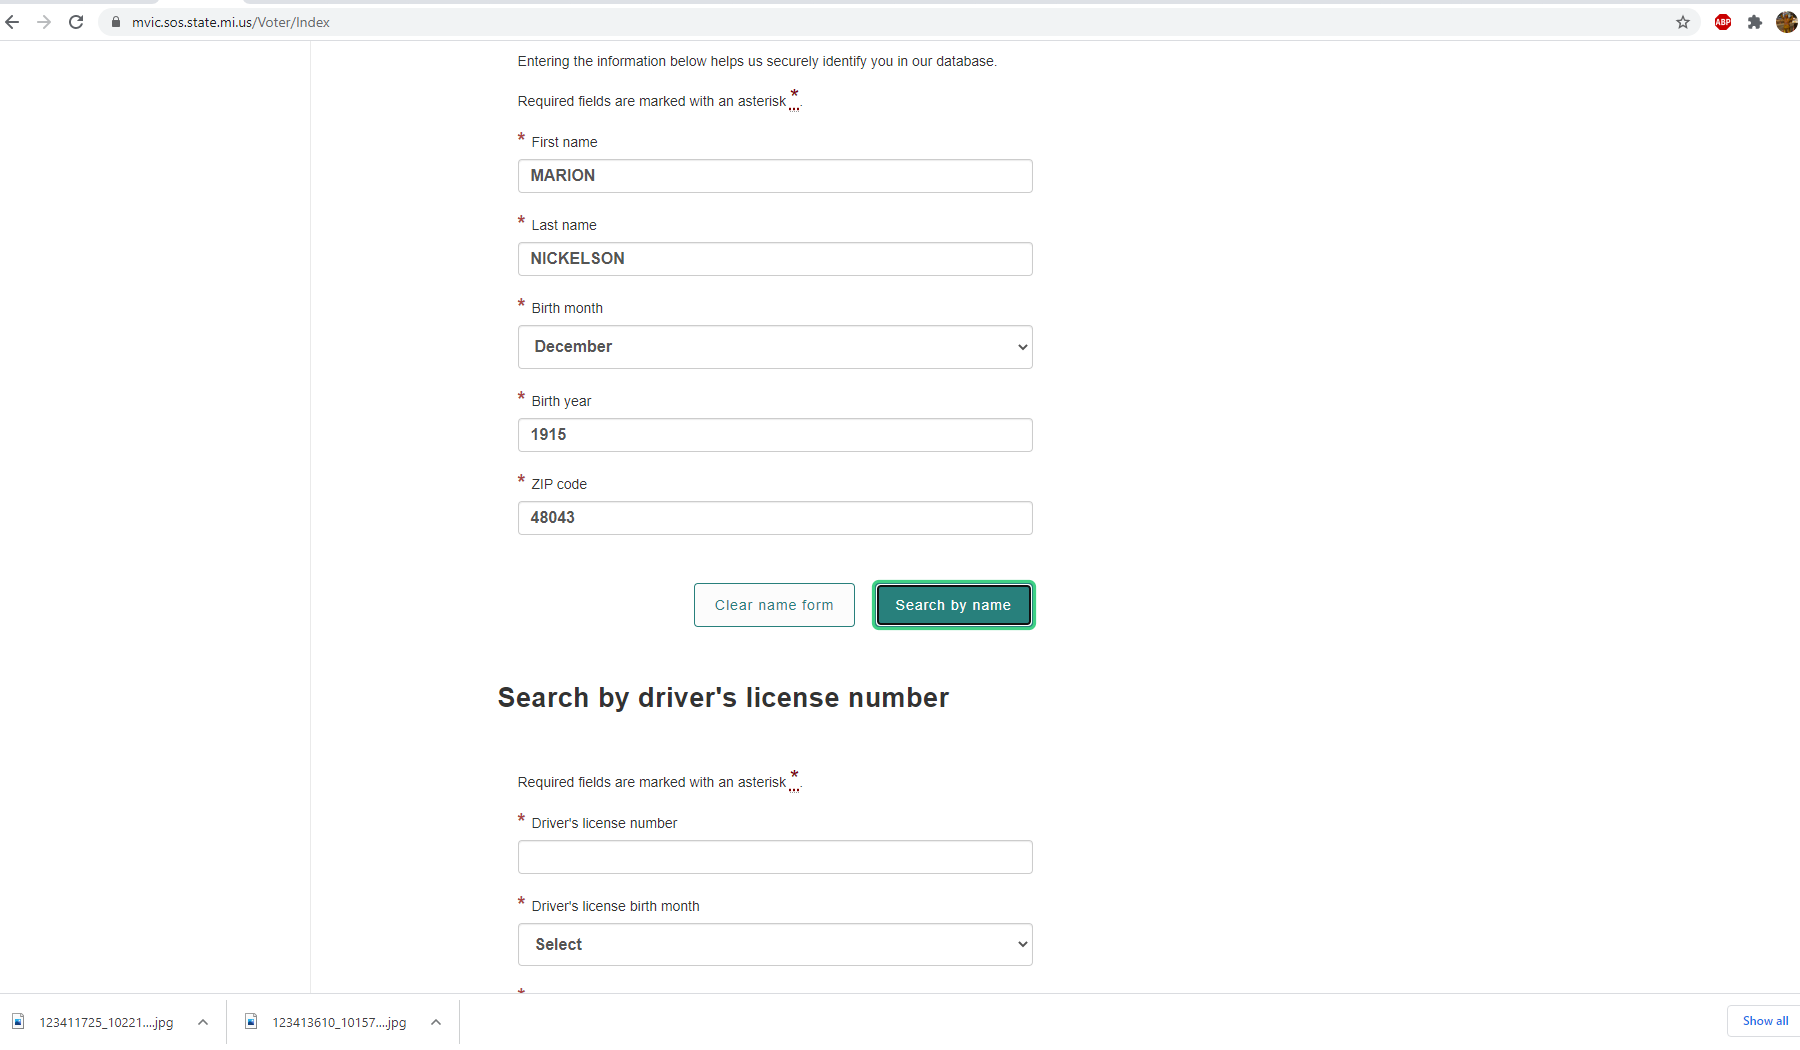 mvic.sos.state.mi.us/Voter/Index
ABP
Entering the information below helps us securely identify you in our database.
Required fields are marked with an asterisk *.
* First name
MARION
* Last name
NICKELSON
* Birth month
December
* Birth year
1915
* ZIP code
48043
Clear name form Search by name
Search by driver's license number
Required fields are marked with an asterisk *.
* Driver's license number
* Driver's license birth month
Select
*
123411725_10221....jpg 123413610_10157....jpg Show all